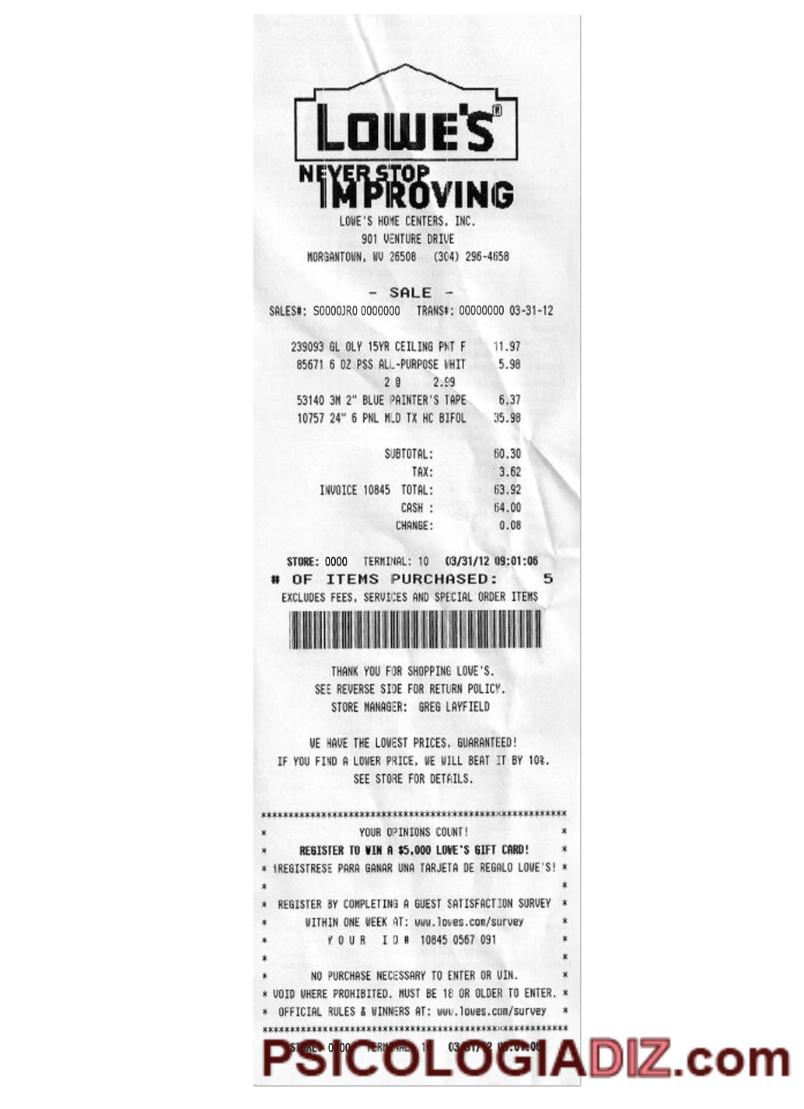 LOWE'S®
NEVER STOP
IMPROVING
LOWE'S HOME CENTERS, INC.
901 VENTURE DRIVE
MORGANTOWN, WV 26508 (304) 296-4658
- SALE -
SALES#: S0000JR0 0000000 TRANS#: 00000000 03-31-12
239093 GL OLY 15YR CEILING PNT F 11.97
85671 6 OZ PSS ALL-PURPOSE WHIT 5.98
2 @ 2.99
53140 3M 2" BLUE PAINTER'S TAPE 6.37
10757 24" 6 PNL MLD TX HC BIFOL 35.98
SUBTOTAL: 60.30
TAX: 3.62
INVOICE 10845 TOTAL: 63.92
CASH : 64.00
CHANGE: 0.08
STORE: 0000 TERMINAL: 10 03/31/12 09:01:06
# OF ITEMS PURCHASED: 5
EXCLUDES FEES, SERVICES AND SPECIAL ORDER ITEMS
THANK YOU FOR SHOPPING LOWE'S.
SEE REVERSE SIDE FOR RETURN POLICY.
STORE MANAGER: GREG LAYFIELD
WE HAVE THE LOWEST PRICES, GUARANTEED!
IF YOU FIND A LOWER PRICE, WE WILL BEAT IT BY 10%.
SEE STORE FOR DETAILS.
YOUR OPINIONS COUNT!
REGISTER TO WIN A $5,000 LOWE'S GIFT CARD!
¡REGISTRESE PARA GANAR UNA TARJETA DE REGALO LOWE'S!
REGISTER BY COMPLETING A GUEST SATISFACTION SURVEY
WITHIN ONE WEEK AT: www.lowes.com/survey
YOUR ID# 10845 0567 091
NO PURCHASE NECESSARY TO ENTER OR WIN.
VOID WHERE PROHIBITED. MUST BE 18 OR OLDER TO ENTER.
OFFICIAL RULES & WINNERS AT: www.lowes.com/survey
STORE: 0000 TERMINAL: 10 03/31/12 09:01:06
PSICOLOGIADIZ.com